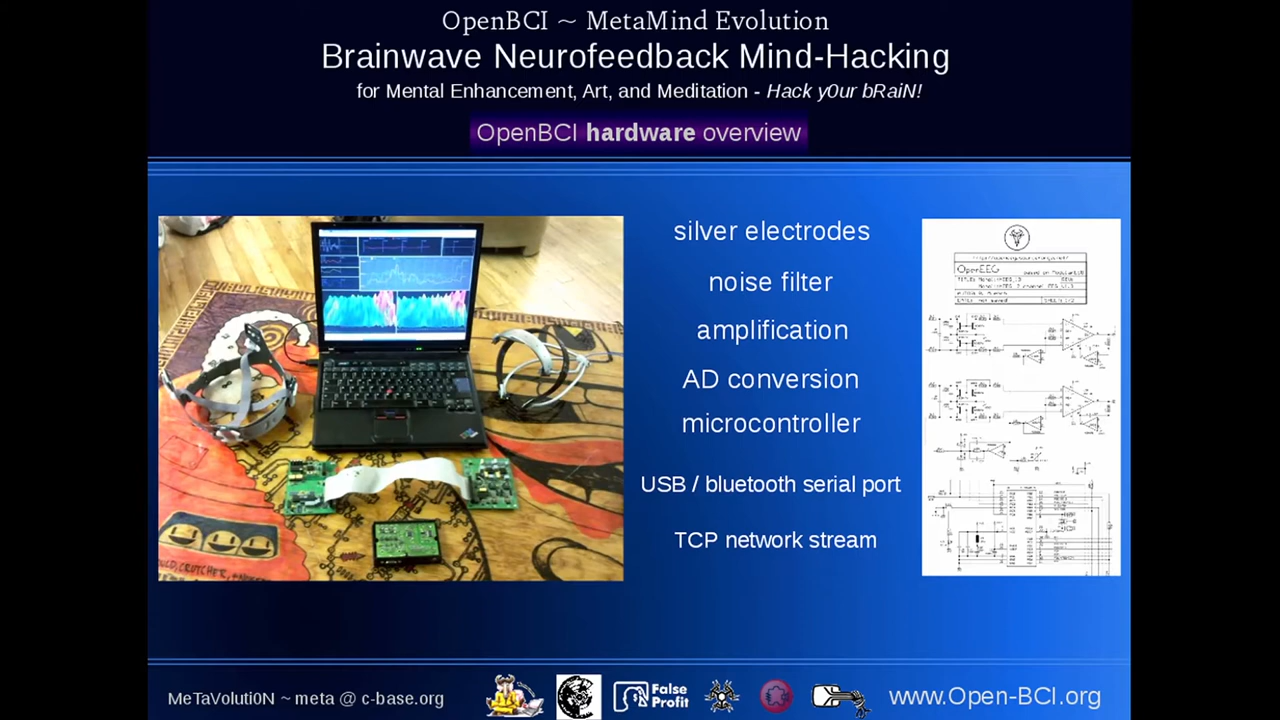 OpenBCI ~ MetaMind Evolution
Brainwave Neurofeedback Mind-Hacking
for Mental Enhancement, Art, and Meditation - Hack y0ur bRaiN!
OpenBCI hardware overview
silver electrodes
noise filter
amplification
AD conversion
microcontroller
USB / bluetooth serial port
TCP network stream
OpenEEG
MeTaVoluti0N ~ meta @ c-base.org
False
Profit
www.Open-BCI.org